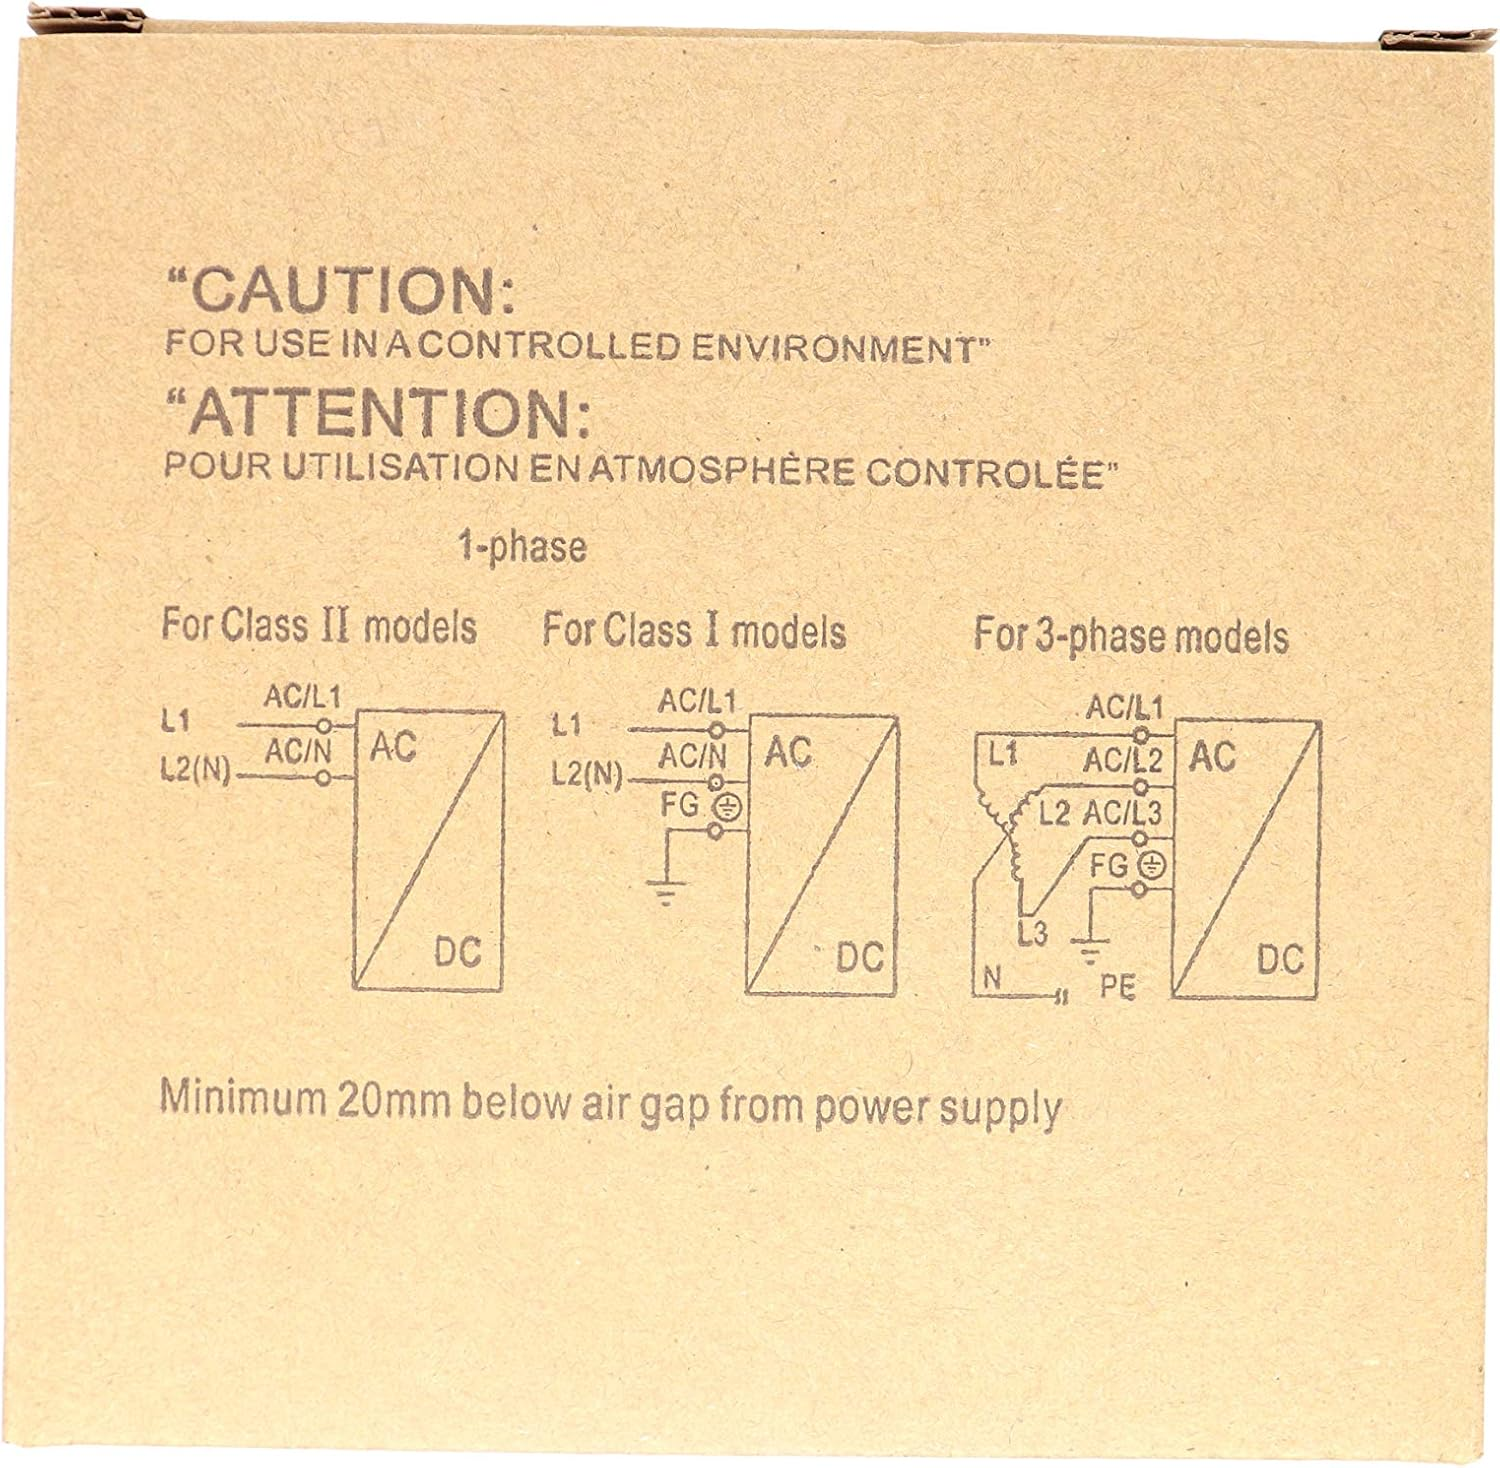 “CAUTION:
FOR USE IN A CONTROLLED ENVIRONMENT”
“ATTENTION:
POUR UTILISATION EN ATMOSPHÈRE CONTROLÉE”
1-phase
For Class II models
L1
AC/L1
L2(N)
AC/N
AC
DC
For Class I models
L1
AC/L1
L2(N)
AC/N
FG
AC
DC
For 3-phase models
AC/L1
L1
AC/L2
L2 AC/L3
FG
L3
N
PE
AC
DC
Minimum 20mm below air gap from power supply